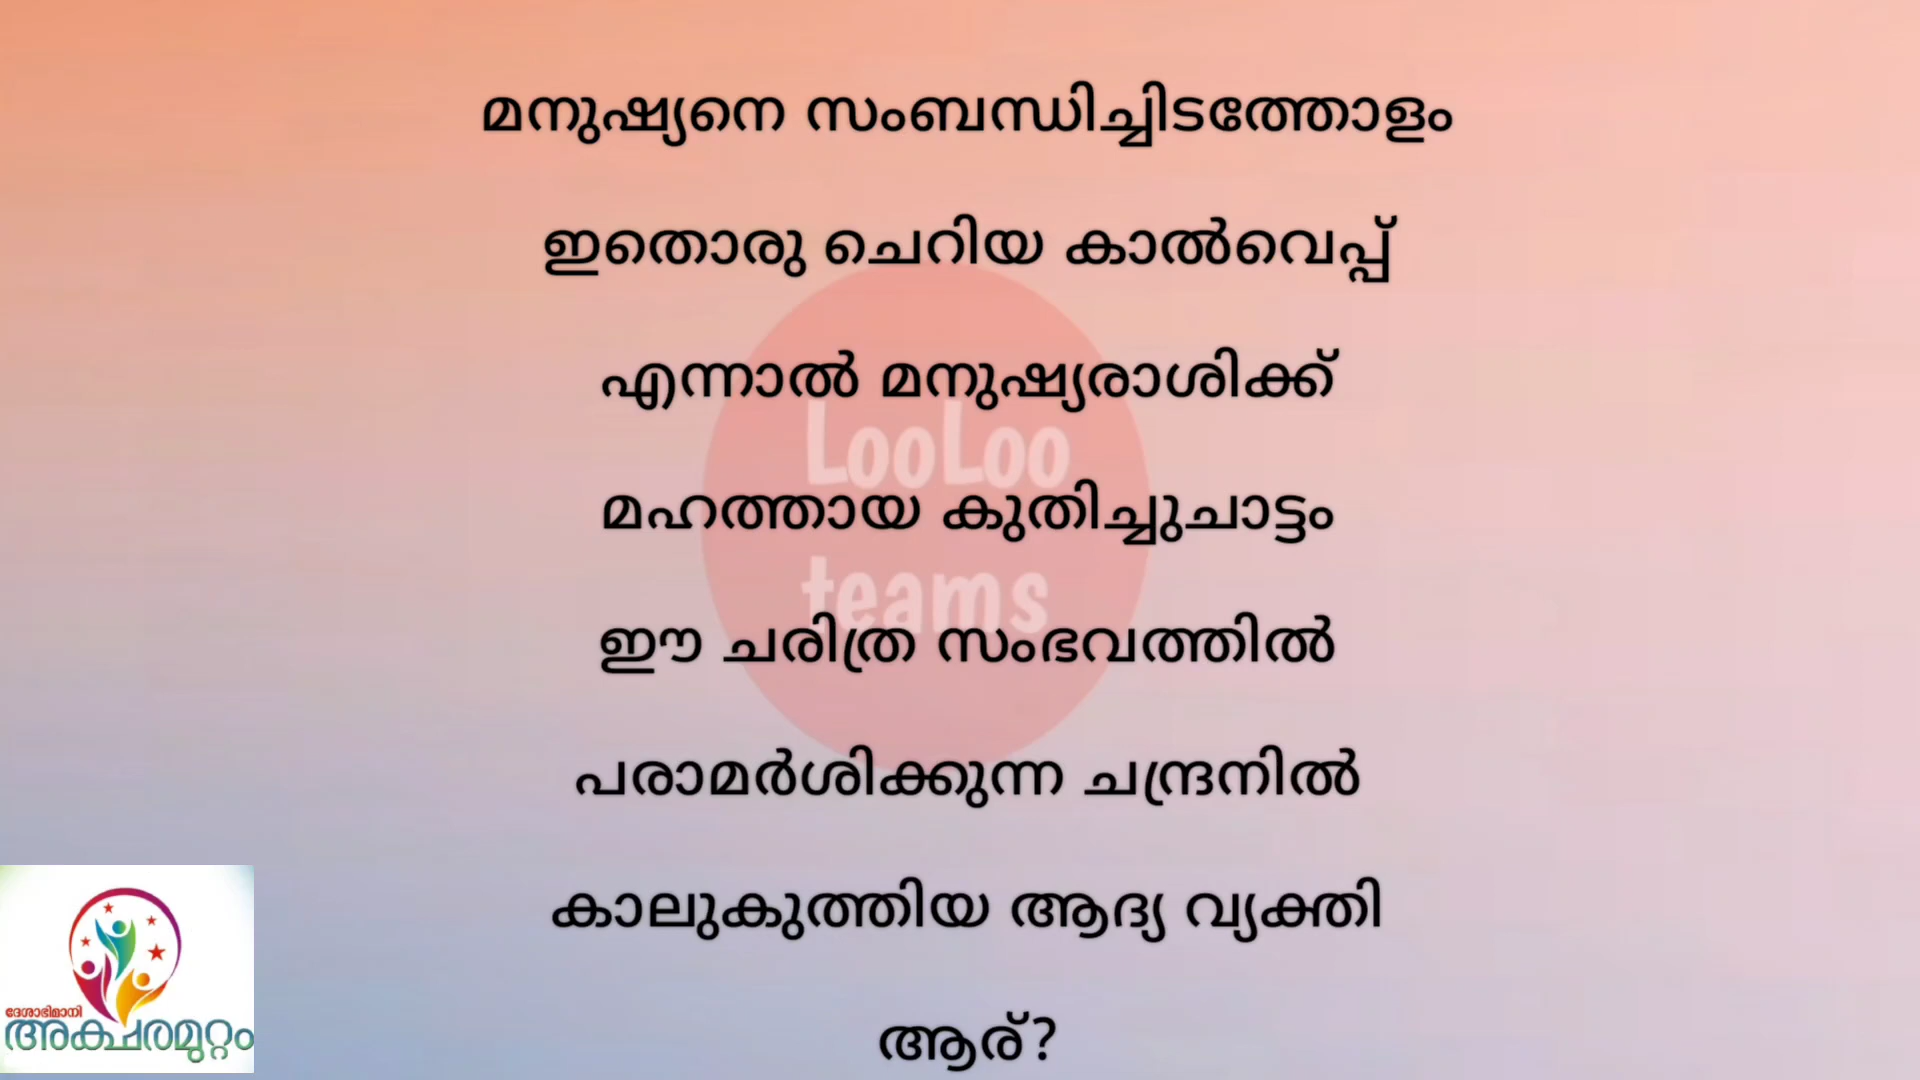 മനുഷ്യനെ സംബന്ധിച്ചിടത്തോളം
ഇതൊരു ചെറിയ കാൽവെപ്പ്
എന്നാൽ മനുഷ്യരാശിക്ക്
LooLoo
മഹത്തായ കുതിച്ചുചാട്ടം
teams
ഈ ചരിത്ര സംഭവത്തിൽ
പരാമർശിക്കുന്ന ചന്ദ്രനിൽ
കാലുകുത്തിയ ആദ്യ വ്യക്തി
ആര്?
ദേശാഭിമാനി
അക്ഷരമുറ്റം